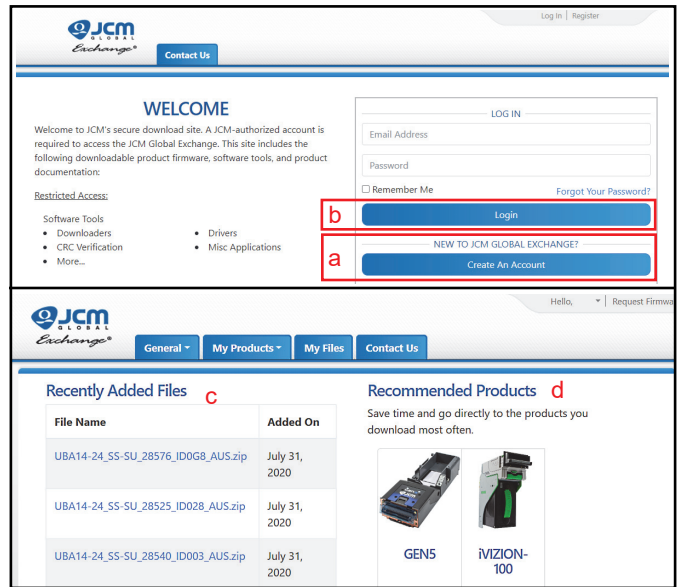 JCM
GLOBAL
Exchange®
Contact Us
Log In | Register
WELCOME
Welcome to JCM's secure download site. A JCM-authorized account is
required to access the JCM Global Exchange. This site includes the
following downloadable product firmware, software tools, and product
documentation:
Restricted Access:
Software Tools
• Downloaders
• CRC Verification
• More...
• Drivers
• Misc Applications
LOG IN
Email Address
Password
Remember Me
Forgot Your Password?
b
Login
a
NEW TO JCM GLOBAL EXCHANGE?
Create An Account
JCM
GLOBAL
Exchange®
Hello, | Request Firmwa
General
My Products
My Files
Contact Us
Recently Added Files
c
File Name Added On
UBA14-24_SS-SU_28576_ID0G8_AUS.zip July 31,
2020
UBA14-24_SS-SU_28525_ID028_AUS.zip July 31,
2020
UBA14-24_SS-SU_28540_ID003_AUS.zip July 31,
2020
Recommended Products
d
Save time and go directly to the products you
download most often.
GEN5
iVIZION-
100